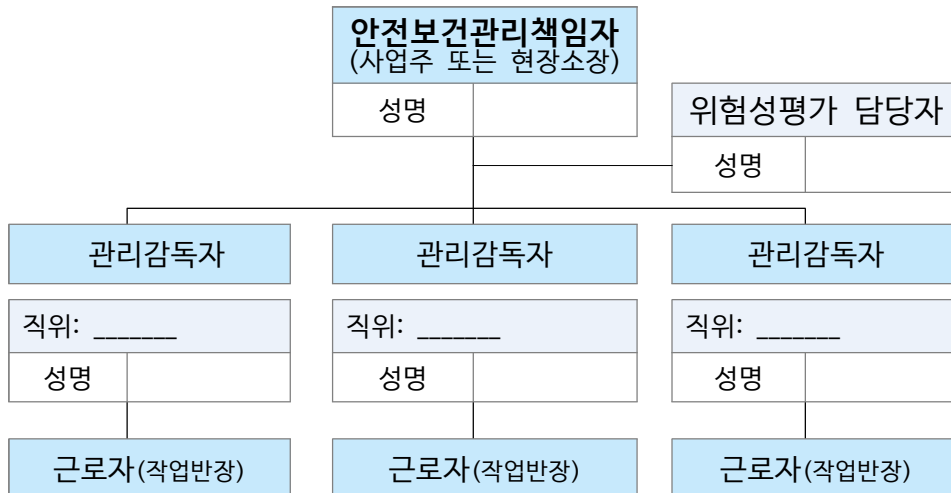 안전보건관리책임자
(사업주 또는 현장소장)
성명
위험성평가 담당자
성명
관리감독자
관리감독자
관리감독자
직위: _______
직위: _______
직위: _______
성명
성명
성명
근로자(작업반장)
근로자(작업반장)
근로자(작업반장)